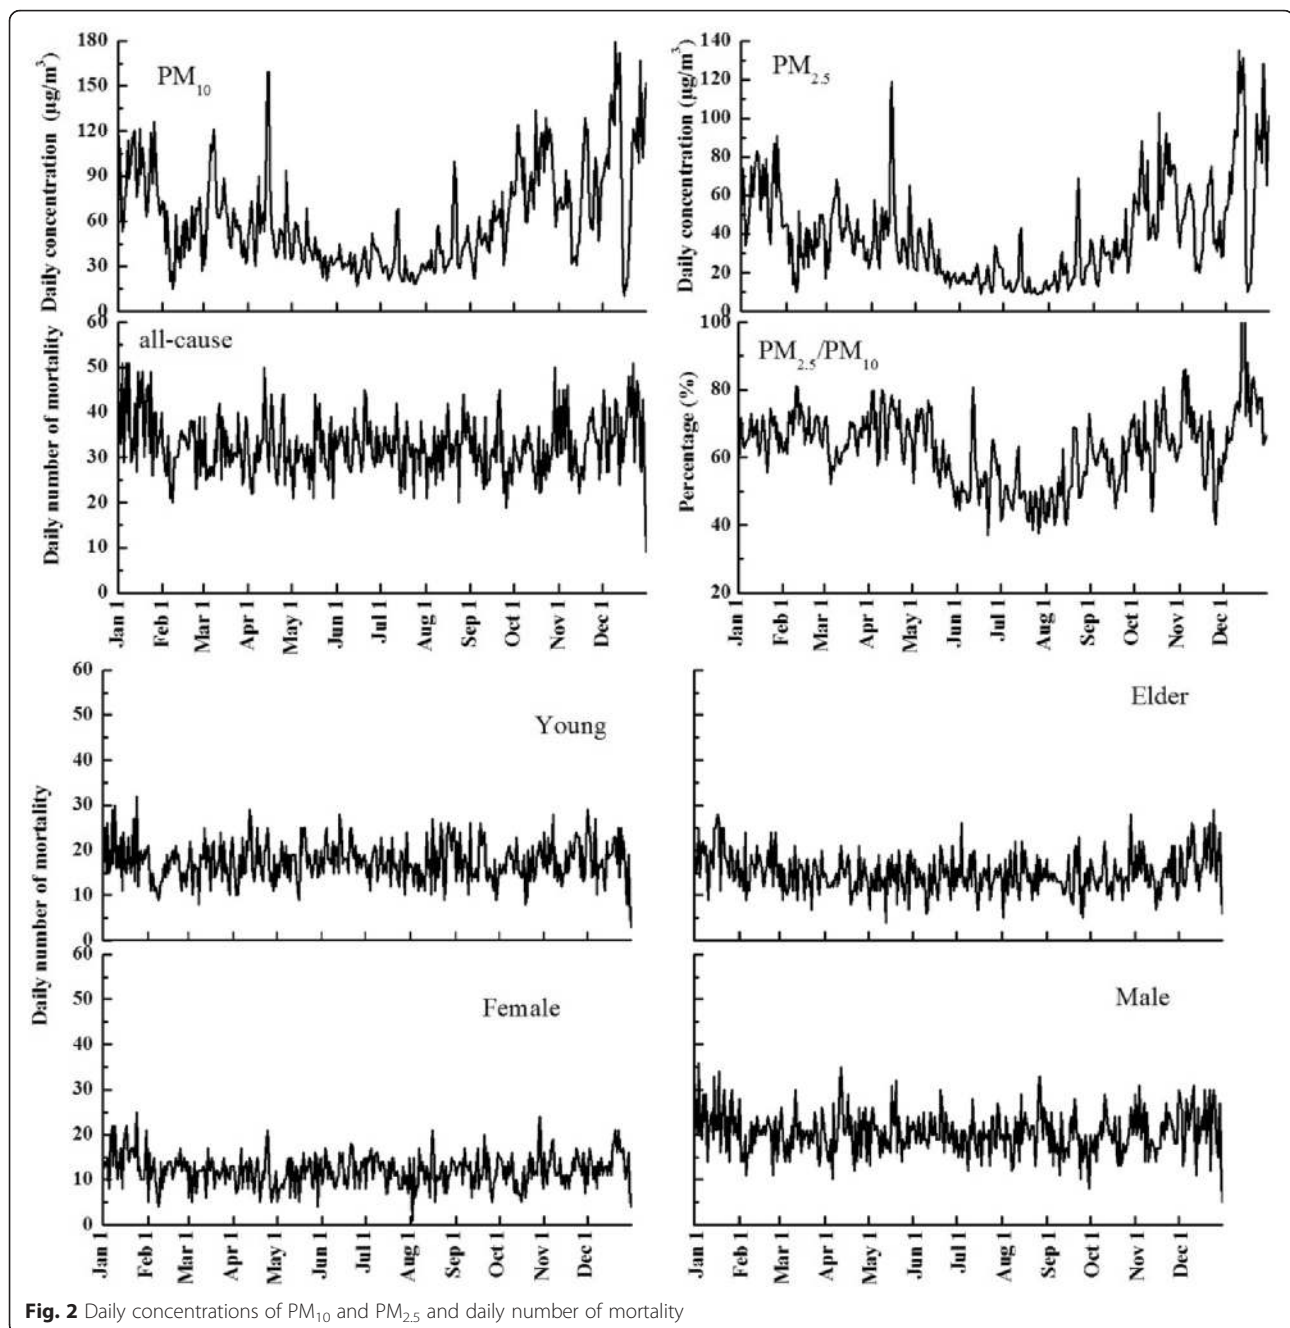 Daily concentration (μg/m³)
180
150
120
90
60
30
0
PM₁₀
Daily concentration (μg/m³)
140
120
100
80
60
40
20
0
PM₂.₅
Daily number of mortality
60
50
40
30
20
10
0
all-cause
Jan 1
Feb 1
Mar 1
Apr 1
May 1
Jun 1
Jul 1
Aug 1
Sep 1
Oct 1
Nov 1
Dec 1
Percentage (%)
100
80
60
40
20
PM₂.₅/PM₁₀
Jan 1
Feb 1
Mar 1
Apr 1
May 1
Jun 1
Jul 1
Aug 1
Sep 1
Oct 1
Nov 1
Dec 1
Daily number of mortality
60
50
40
30
20
10
0
Young
Elder
60
50
40
30
20
10
0
Female
Jan 1
Feb 1
Mar 1
Apr 1
May 1
Jun 1
Jul 1
Aug 1
Sep 1
Oct 1
Nov 1
Dec 1
Male
Jan 1
Feb 1
Mar 1
Apr 1
May 1
Jun 1
Jul 1
Aug 1
Sep 1
Oct 1
Nov 1
Dec 1
Fig. 2 Daily concentrations of PM₁₀ and PM₂.₅ and daily number of mortality